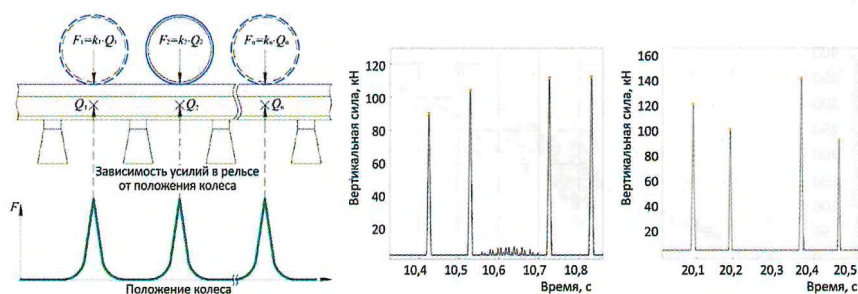 F₁=k₁·Q₁
F₂=k₂·Q₂
Fₙ=kₙ·Qₙ
Q₁
Q₂
Qₙ
Зависимость усилий в рельсе
от положения колеса
F
Положение колеса
Вертикальная сила, кН
120
100
80
60
40
20
10,4 10,5 10,6 10,7 10,8
Время, с
Вертикальная сила, кН
160
140
120
100
80
60
40
20
20,1 20,2 20,3 20,4 20,5
Время, с